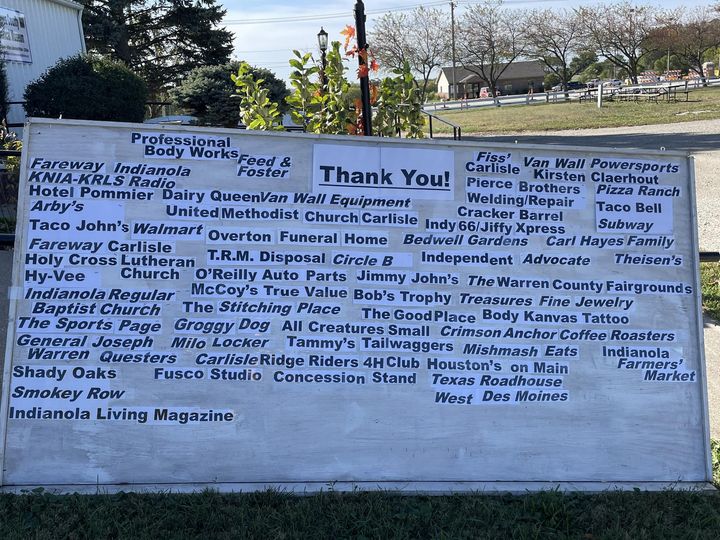 Professional
Body Works
Feed &
Foster
Thank You!
Fiss'
Carlisle
Van Wall Powersports
Kirsten Claerhout
Fareway Indianola
KNIA-KRLS Radio
Pierce Brothers
Welding/Repair
Pizza Ranch
Hotel Pommier Dairy Queen Van Wall Equipment
Taco Bell
Arby's
United Methodist Church Carlisle
Cracker Barrel
Subway
Taco John's Walmart
Indy 66/Jiffy Xpress
Overton Funeral Home
Bedwell Gardens Carl Hayes Family
Fareway Carlisle
Holy Cross Lutheran
Church
T.R.M. Disposal Circle B Independent Advocate Theisen's
Hy-Vee
O'Reilly Auto Parts Jimmy John's The Warren County Fairgrounds
Indianola Regular
Baptist Church
McCoy's True Value Bob's Trophy Treasures Fine Jewelry
The Stitching Place The Good Place Body Kanvas Tattoo
The Sports Page Groggy Dog All Creatures Small Crimson Anchor Coffee Roasters
General Joseph Milo Locker Tammy's Tailwaggers Mishmash Eats
Indianola
Farmers'
Market
Warren Questers Carlisle Ridge Riders 4H Club Houston's on Main
Shady Oaks Fusco Studio Concession Stand
Texas Roadhouse
West Des Moines
Smokey Row
Indianola Living Magazine